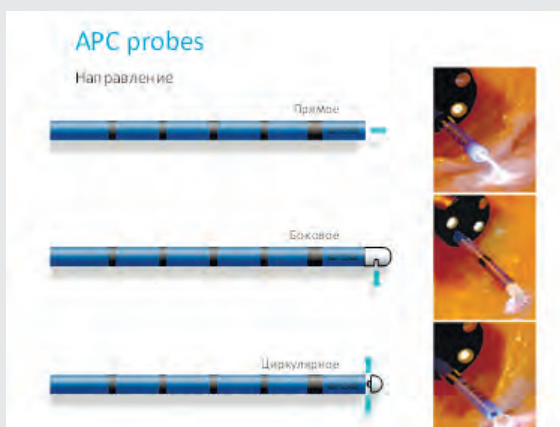 APC probes
Направление
Прямое
Боковое
Циркулярное